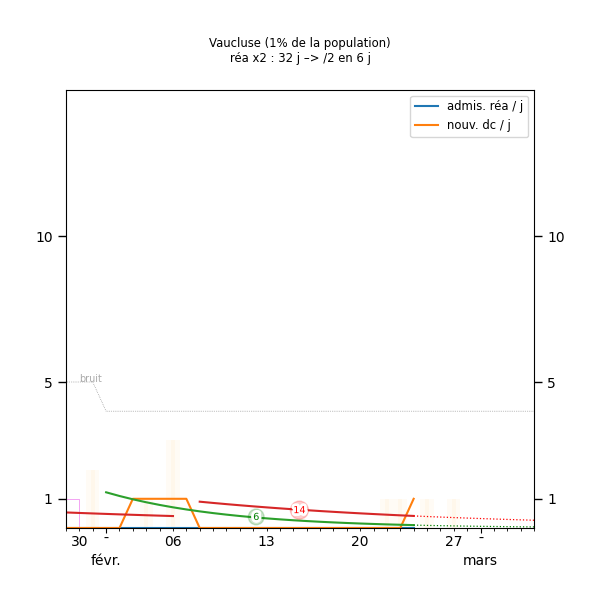 Vaucluse (1% de la population)
réa x2 : 32 j –> /2 en 6 j
admis. réa / j
nouv. dc / j
10
10
5
5
bruit
1
1
14
6
30
-
06
13
20
27
-
févr.
mars